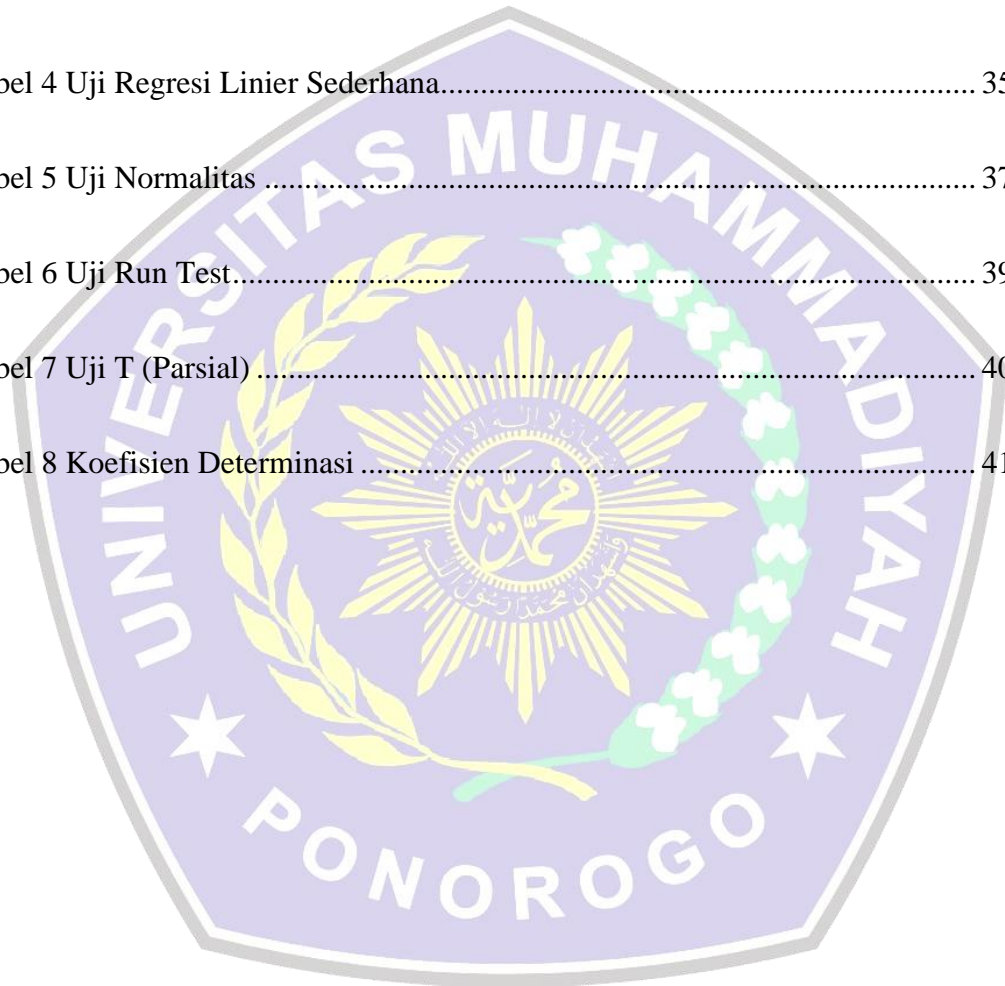 bel 4 Uji Regresi Linier Sederhana.......................................................................... 35
bel 5 Uji Normalitas ................................................................................................. 37
bel 6 Uji Run Test..................................................................................................... 39
bel 7 Uji T (Parsial) .................................................................................................. 40
bel 8 Koefisien Determinasi ..................................................................................... 41
UNIVERSITAS MUHAMMADIYAH
PONOROGO